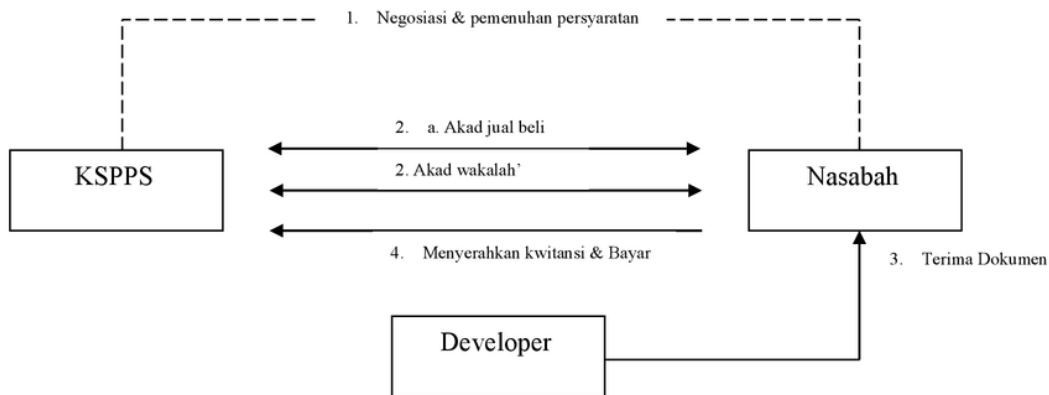 1. Negosiasi & pemenuhan persyaratan
2. a. Akad jual beli
KSPPS
2. Akad wakalah’
Nasabah
4. Menyerahkan kwitansi & Bayar
3. Terima Dokumen
Developer